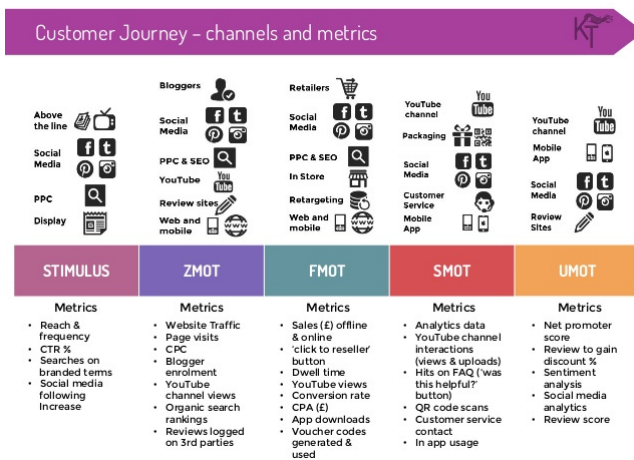 Customer Journey – channels and metrics
KT
Above
the line
Social
Media
PPC
Display
Bloggers
Social
Media
PPC & SEO
YouTube
You
Tube
Review sites
Web and
mobile
www
Retailers
Social
Media
PPC & SEO
In Store
Retargeting
Web and
mobile
www
YouTube
channel
You
Tube
Packaging
Social
Media
Customer
Service
Mobile
App
YouTube
channel
You
Tube
Mobile
App
Social
Media
Review
Sites
STIMULUS
ZMOT
FMOT
SMOT
UMOT
Metrics
• Reach &
frequency
• CTR %
• Searches on
branded terms
• Social media
following
Increase
Metrics
• Website Traffic
• Page visits
• CPC
• Blogger
enrolment
• YouTube
channel views
• Organic search
rankings
• Reviews logged
on 3rd parties
Metrics
• Sales (£) offline
& online
• 'click to reseller'
button
• Dwell time
• YouTube views
• Conversion rate
• CPA (£)
• App downloads
• Voucher codes
generated &
used
Metrics
• Analytics data
• YouTube channel
interactions
(views & uploads)
• Hits on FAQ ('was
this helpful?'
button)
• QR code scans
• Customer service
contact
• In app usage
Metrics
• Net promoter
score
• Review to gain
discount %
• Sentiment
analysis
• Social media
analytics
• Review score